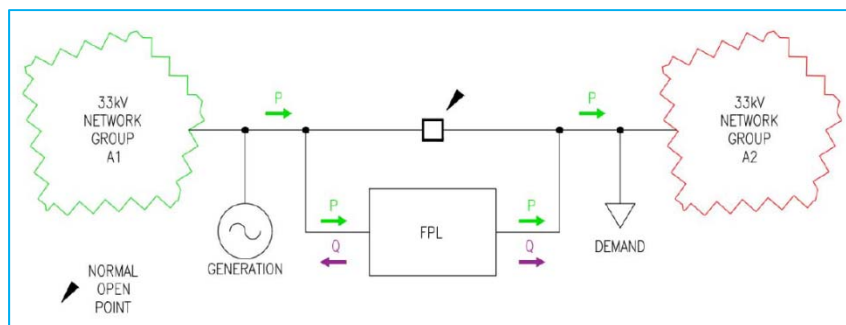 33kV
NETWORK
GROUP
A1
P
P
33kV
NETWORK
GROUP
A2
P
P
FPL
Q
Q
GENERATION
DEMAND
NORMAL
OPEN
POINT